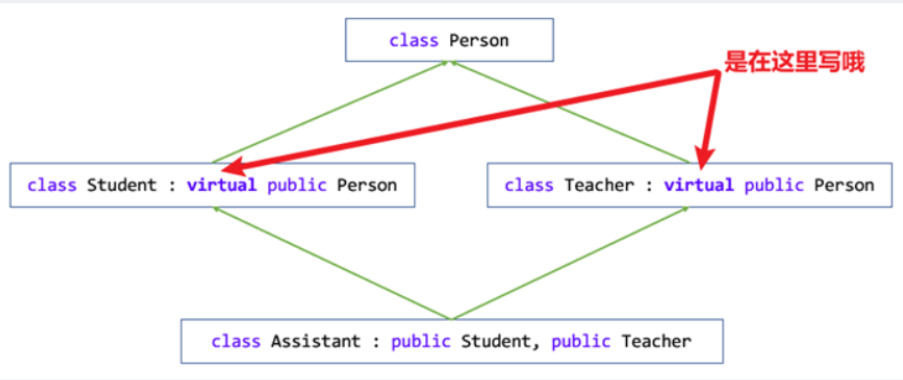 class Person
是在这里写哦
class Student : virtual public Person
class Teacher : virtual public Person
class Assistant : public Student, public Teacher